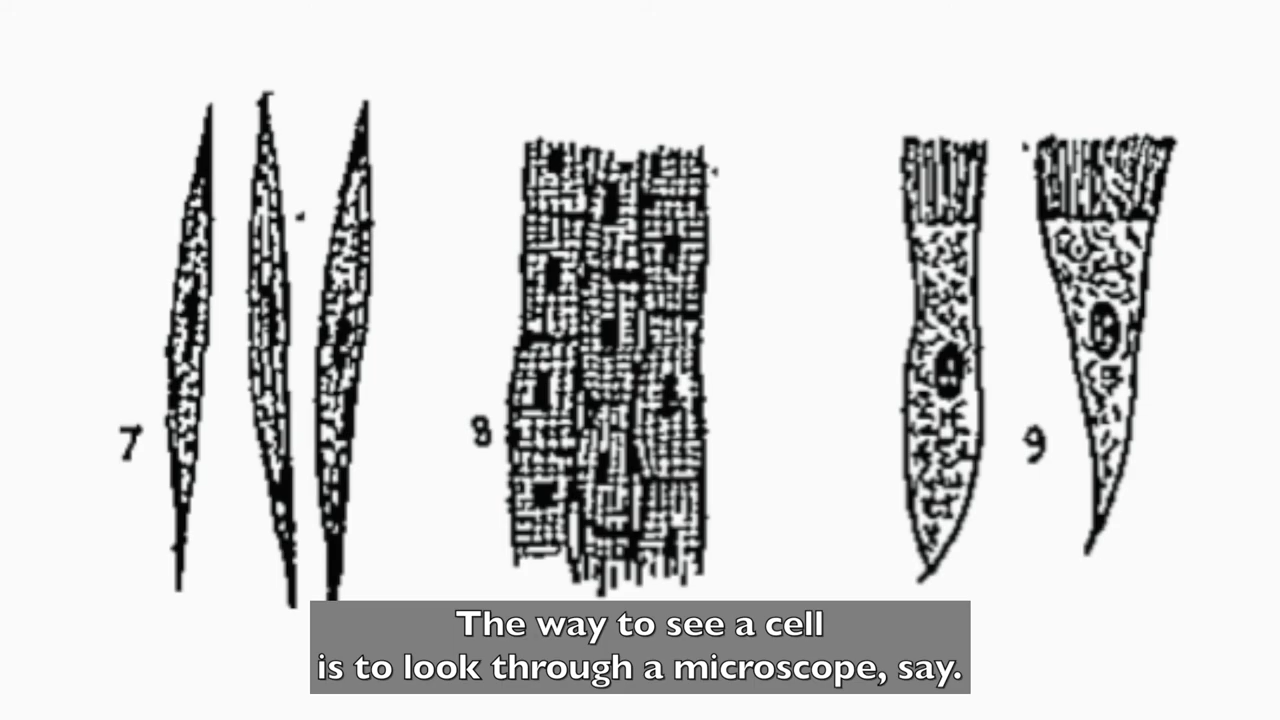 7
8
9
The way to see a cell
is to look through a microscope, say.